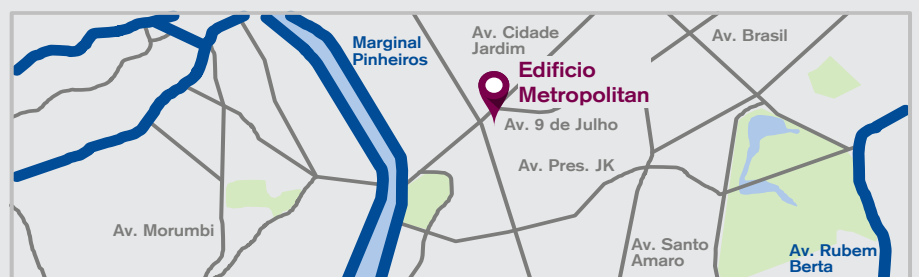 Av. Cidade
Jardim
Marginal
Pinheiros
Av. Brasil
Edificio
Metropolitan
Av. 9 de Julho
Av. Pres. JK
Av. Morumbi
Av. Santo
Amaro
Av. Rubem
Berta